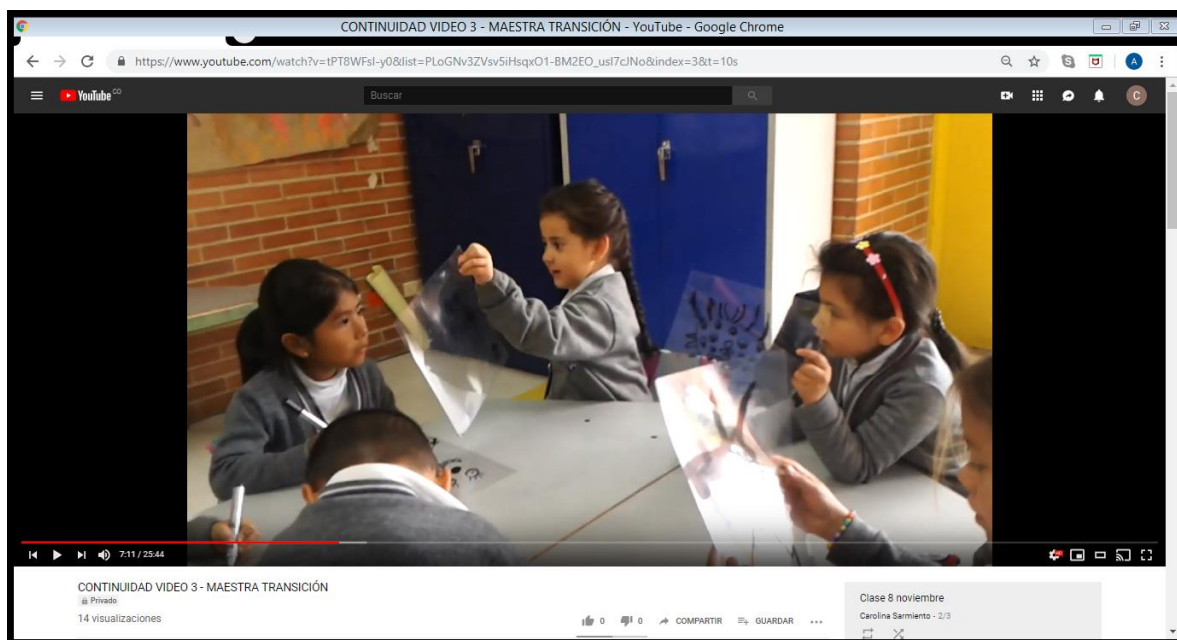 CONTINUIDAD VIDEO 3 - MAESTRA TRANSICIÓN - YouTube - Google Chrome
https://www.youtube.com/watch?v=tPT8WFsI-y0&list=PLoGNv3ZVsv5iHsqxO1-BM2EO_usI7cJNo&index=3&t=10s
A
YouTube CO
Buscar
C
7:11 / 25:44
CONTINUIDAD VIDEO 3 - MAESTRA TRANSICIÓN
Privado
14 visualizaciones
0 0 COMPARTIR GUARDAR ...
Clase 8 noviembre
Carolina Sarmiento - 2/3